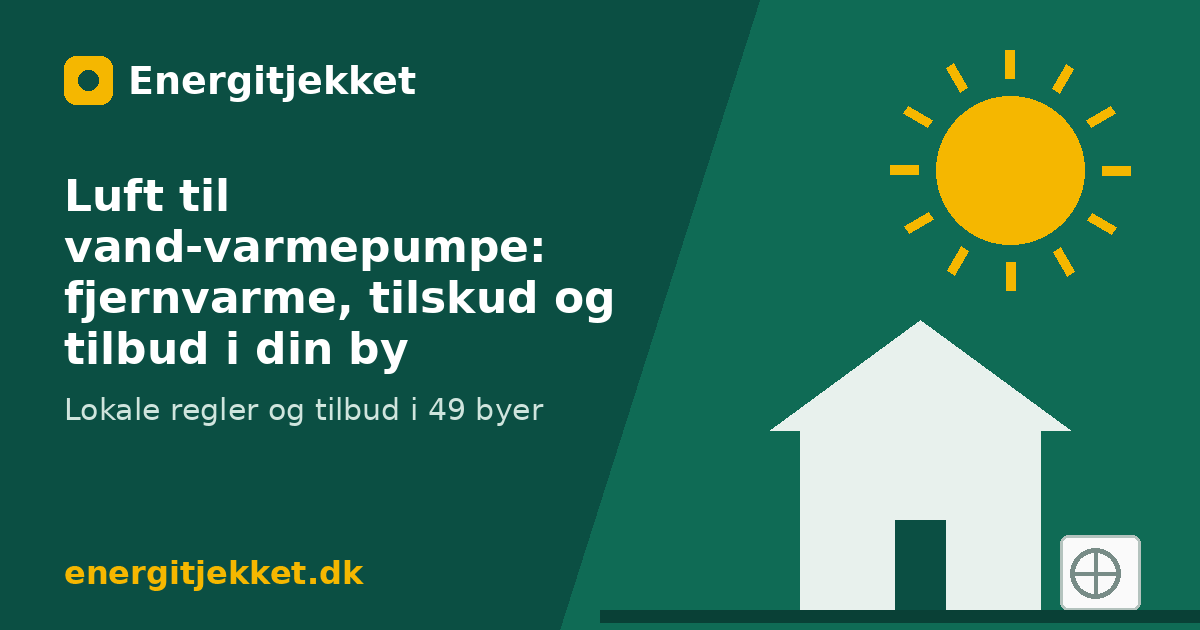 Energitjekket
Luft til
vand-varmepumpe:
fjernvarme, tilskud og
tilbud i din by
Lokale regler og tilbud i 49 byer
energitjekket.dk